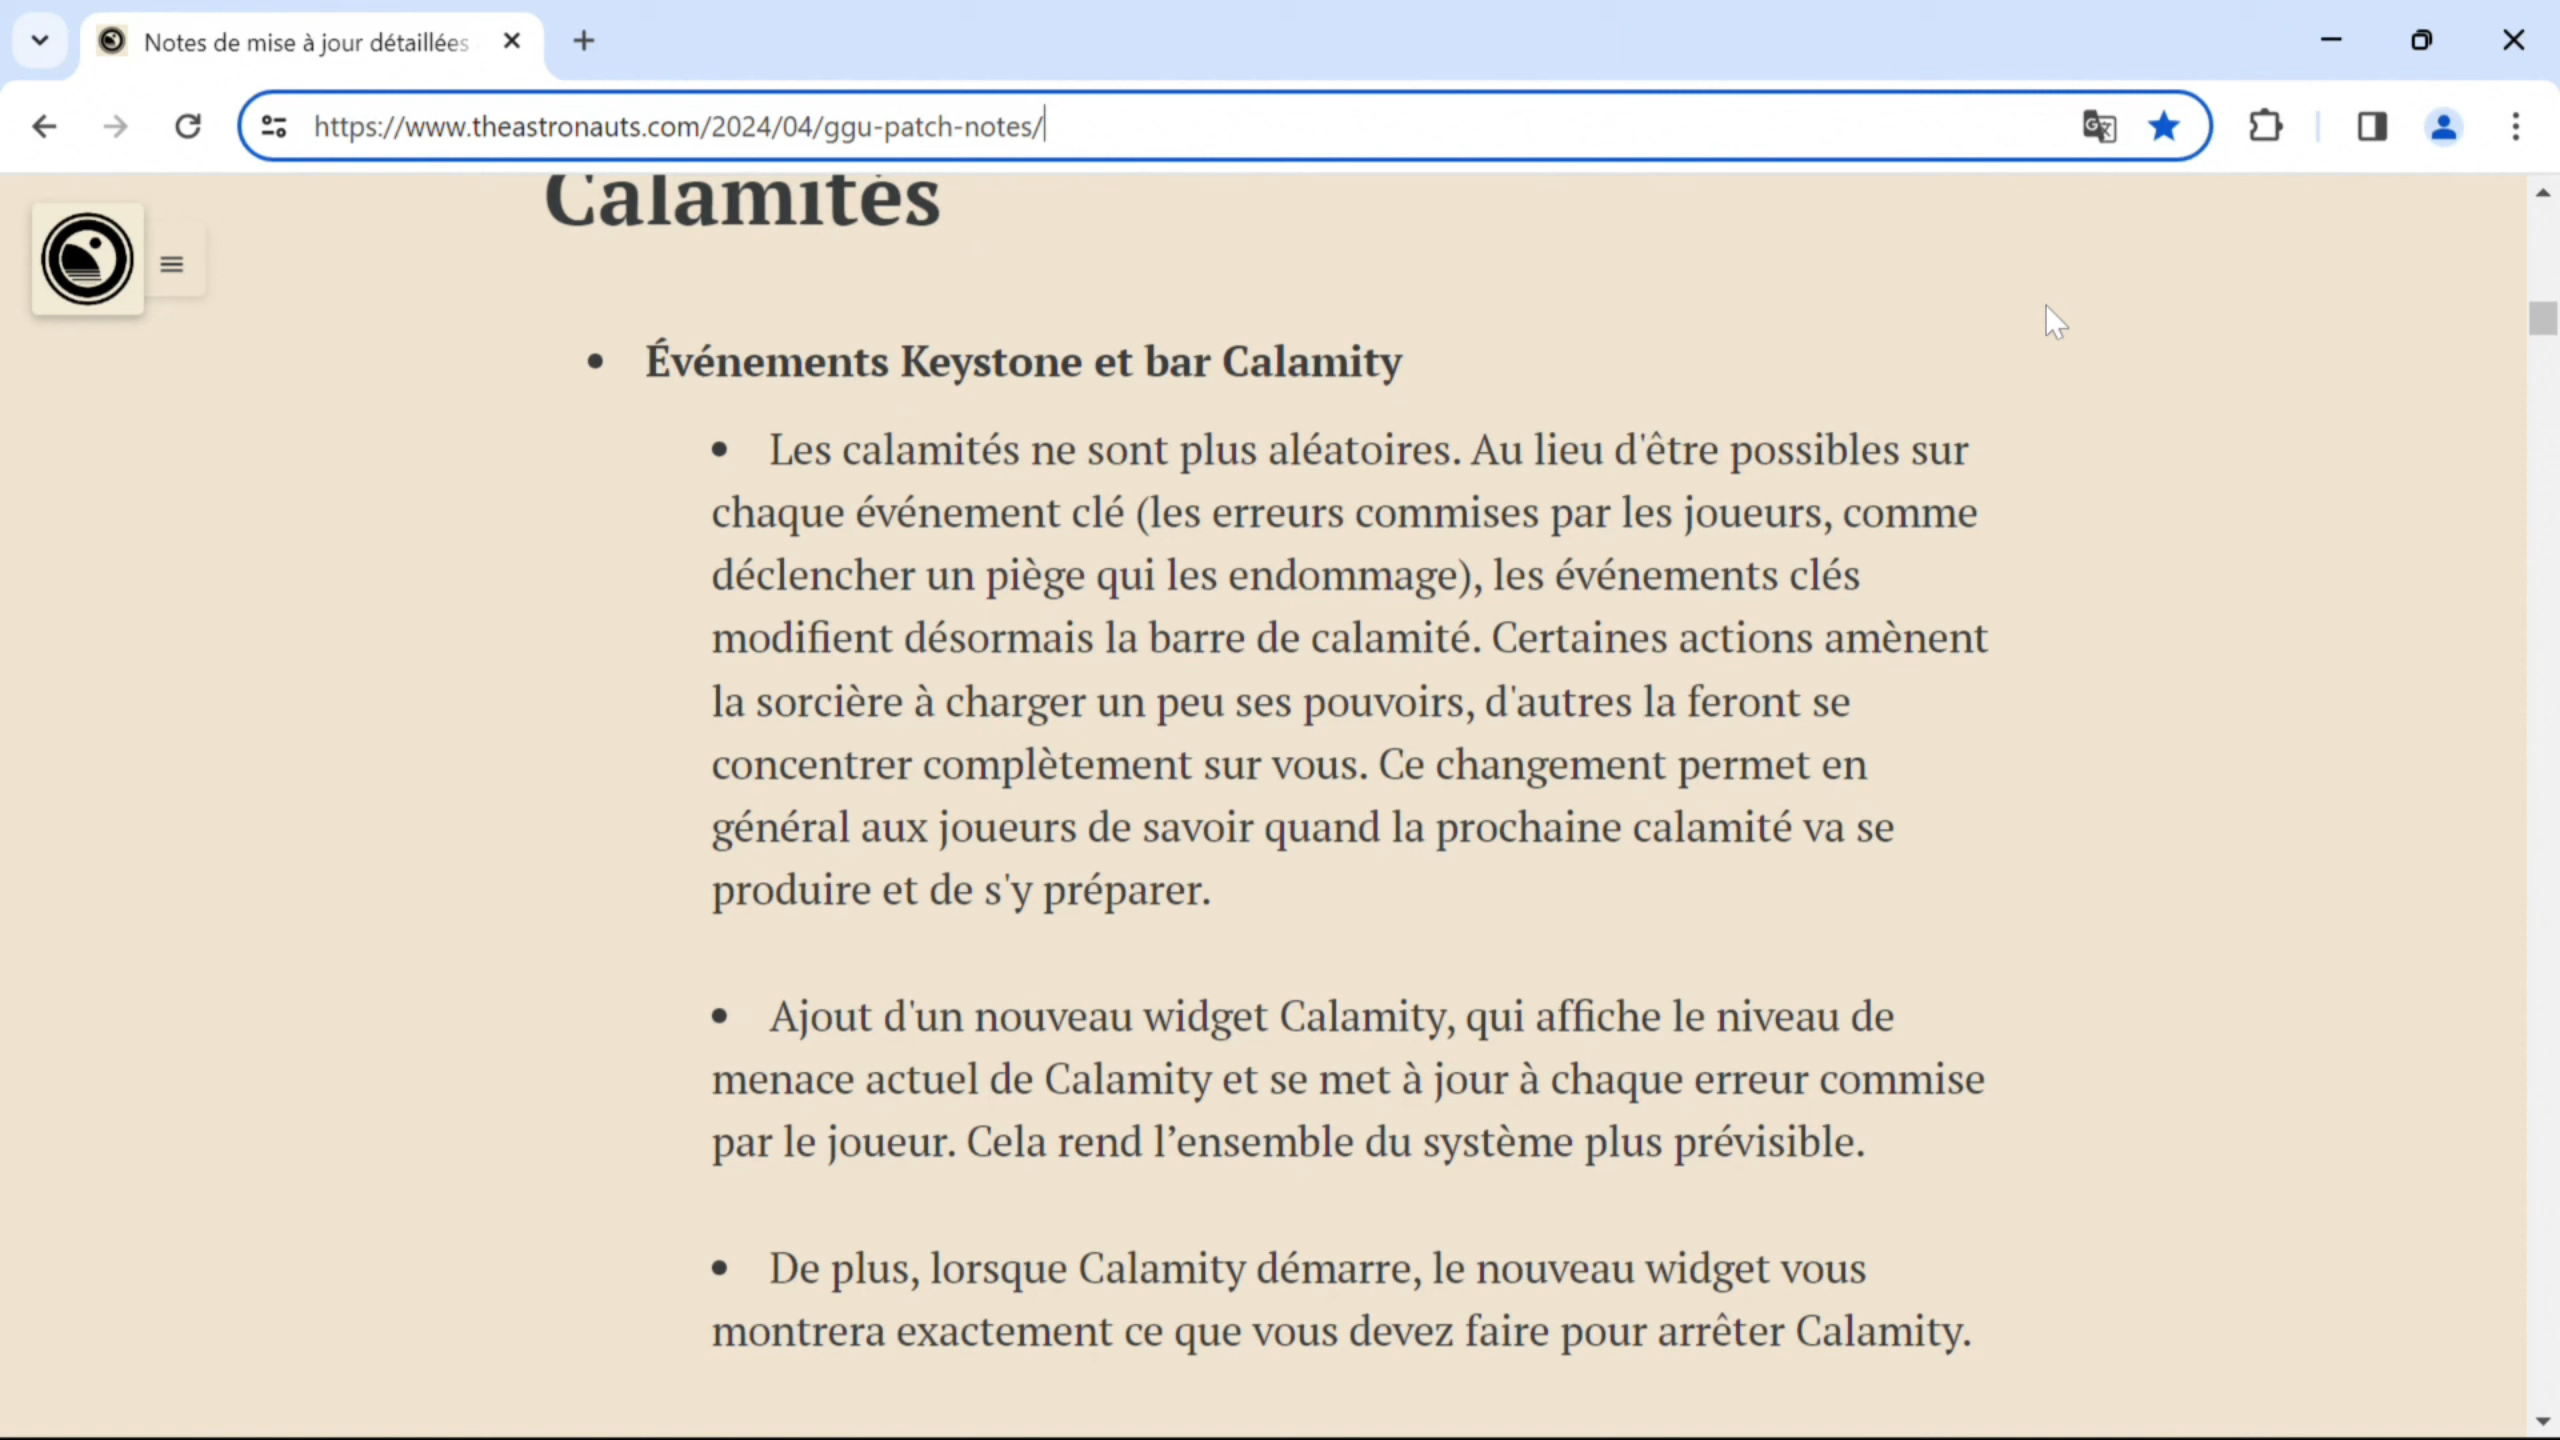 Notes de mise à jour détaillées
https://www.theastronauts.com/2024/04/ggu-patch-notes/
Calamités
• Événements Keystone et bar Calamity
• Les calamités ne sont plus aléatoires. Au lieu d'être possibles sur
chaque événement clé (les erreurs commises par les joueurs, comme
déclencher un piège qui les endommage), les événements clés
modifient désormais la barre de calamité. Certaines actions amènent
la sorcière à charger un peu ses pouvoirs, d'autres la feront se
concentrer complètement sur vous. Ce changement permet en
général aux joueurs de savoir quand la prochaine calamité va se
produire et de s'y préparer.
• Ajout d'un nouveau widget Calamity, qui affiche le niveau de
menace actuel de Calamity et se met à jour à chaque erreur commise
par le joueur. Cela rend l’ensemble du système plus prévisible.
• De plus, lorsque Calamity démarre, le nouveau widget vous
montrera exactement ce que vous devez faire pour arrêter Calamity.